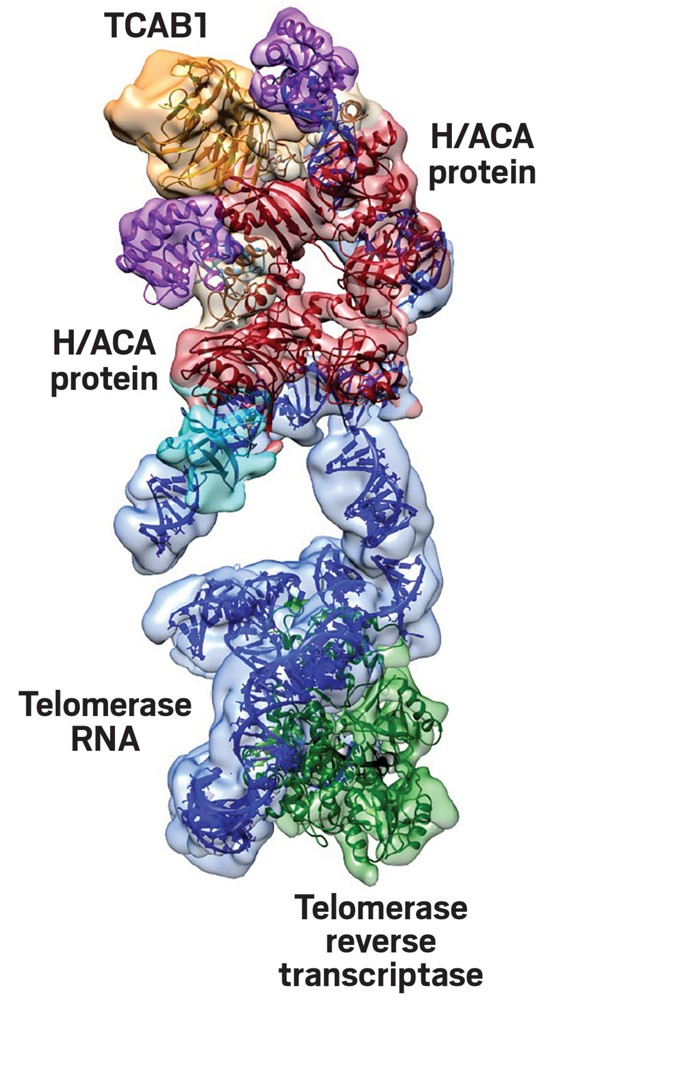 TCAB1
H/ACA
protein
H/ACA
protein
Telomerase
RNA
Telomerase
reverse
transcriptase